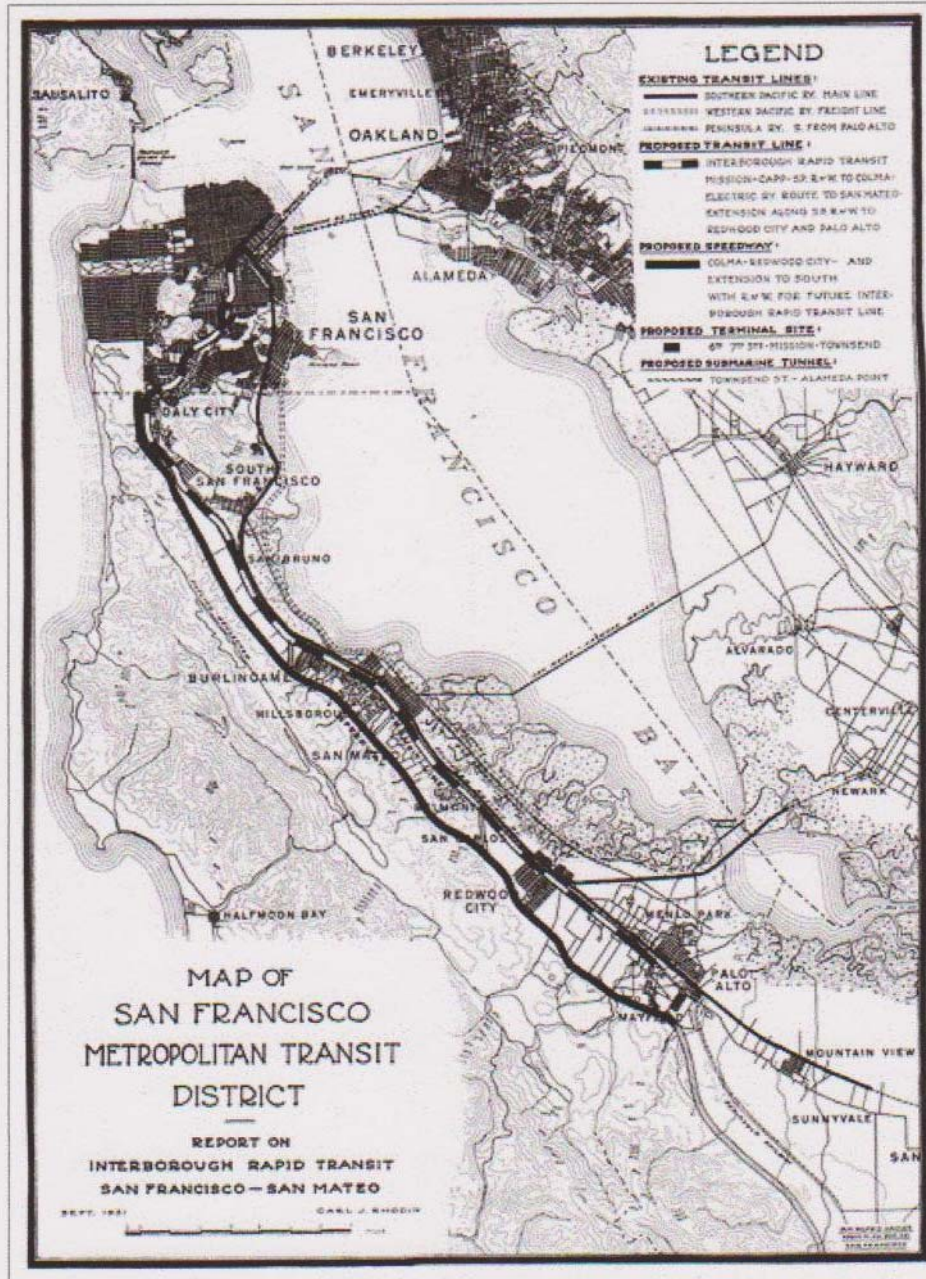 LEGEND
EXISTING TRANSIT LINES:
SOUTHERN PACIFIC RY. MAIN LINE
WESTERN PACIFIC RY. FREIGHT LINE
PENINSULA RY. S. FROM PALO ALTO
PROPOSED TRANSIT LINE:
INTERBOROUGH RAPID TRANSIT
MISSION-CAPP-S.P. R⁄W. TO COLMA-
ELECTRIC RY. ROUTE TO SAN MATEO-
EXTENSION ALONG S.P. R⁄W TO
REDWOOD CITY AND PALO ALTO
PROPOSED SPEEDWAY:
COLMA-REDWOOD CITY- AND
EXTENSION TO SOUTH
WITH R⁄W. FOR FUTURE INTER-
BOROUGH RAPID TRANSIT LINE
PROPOSED TERMINAL SITE:
6TH 7TH STS-MISSION-TOWNSEND
PROPOSED SUBMARINE TUNNEL:
TOWNSEND ST.-ALAMEDA POINT
BERKELEY
SAUSALITO
EMERYVILLE
OAKLAND
PIEDMONT
ALAMEDA
SAN
FRANCISCO
SAN FRANCISCO BAY
DALY CITY
SOUTH
SAN FRANCISCO
HAYWARD
SAN BRUNO
ALVARADO
BURLINGAME
HILLSBOROU
CENTERVILLE
SAN MA
NEWARK
BELMONT
SAN CARLOS
REDWOOD
CITY
MENLO PARK
HALFMOON BAY
PALO
ALTO
MAYFIELD
MOUNTAIN VIEW
SUNNYVALE
SAN
MAP OF
SAN FRANCISCO
METROPOLITAN TRANSIT
DISTRICT
REPORT ON
INTERBOROUGH RAPID TRANSIT
SAN FRANCISCO—SAN MATEO
SEPT. 1931
CARL J. RHODIN